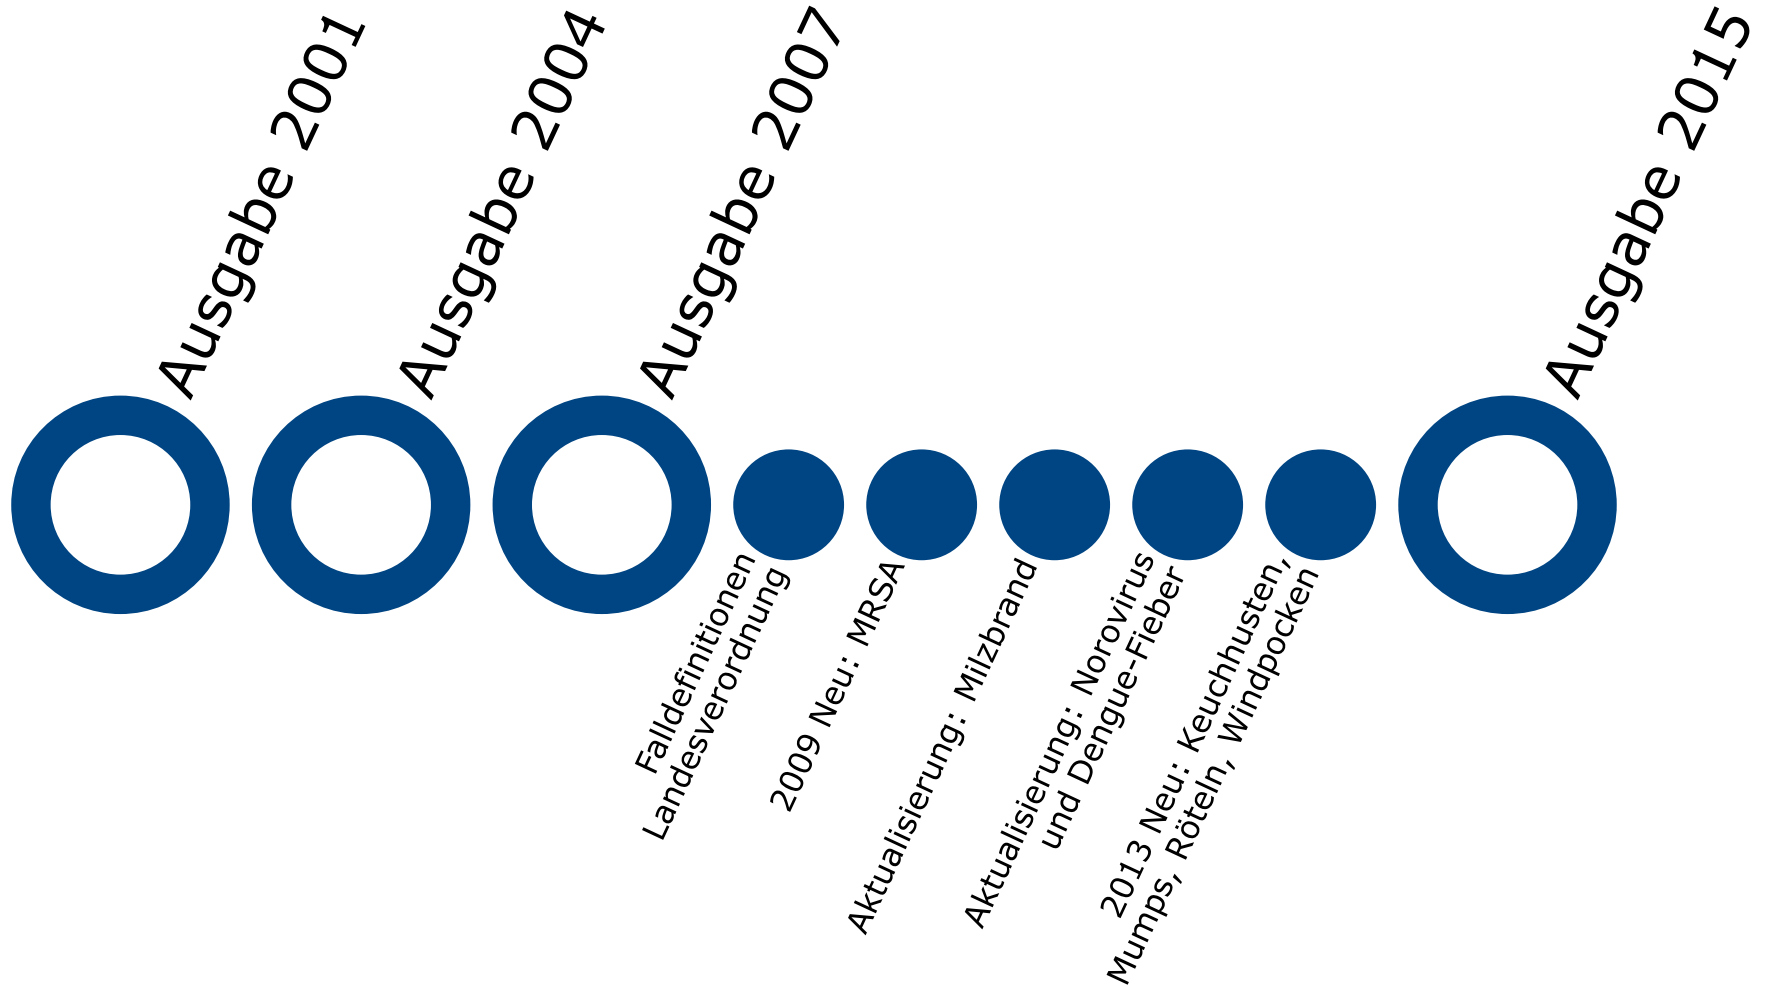 Ausgabe 2001
Ausgabe 2004
Ausgabe 2007
Falldefinitionen
Landesverordnung
2009 Neu: MRSA
Aktualisierung: Milzbrand
Aktualisierung: Norovirus
und Dengue-Fieber
2013 Neu: Keuchhusten,
Mumps, Röteln, Windpocken
Ausgabe 2015